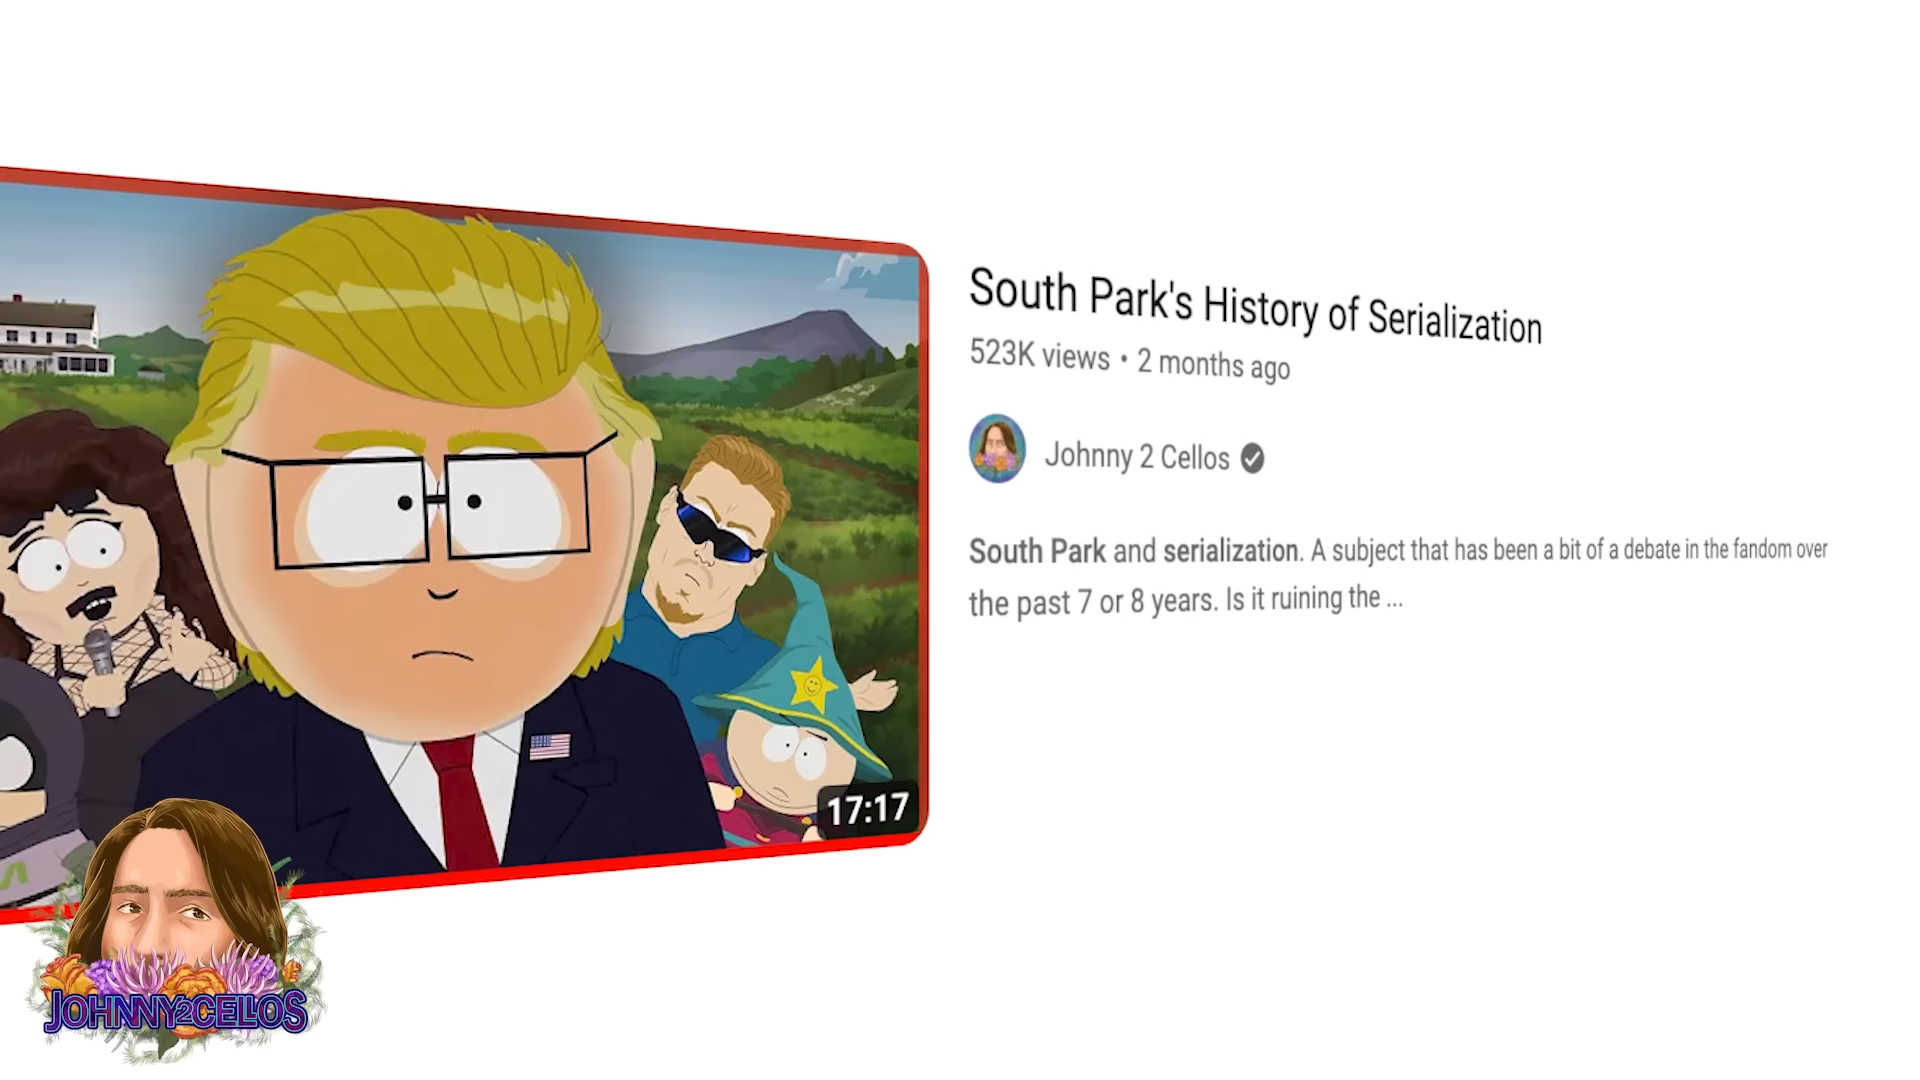 South Park's History of Serialization
523K views • 2 months ago
Johnny 2 Cellos
South Park and serialization. A subject that has been a bit of a debate in the fandom over
the past 7 or 8 years. Is it ruining the ...
17:17
JOHNNY2CELLOS